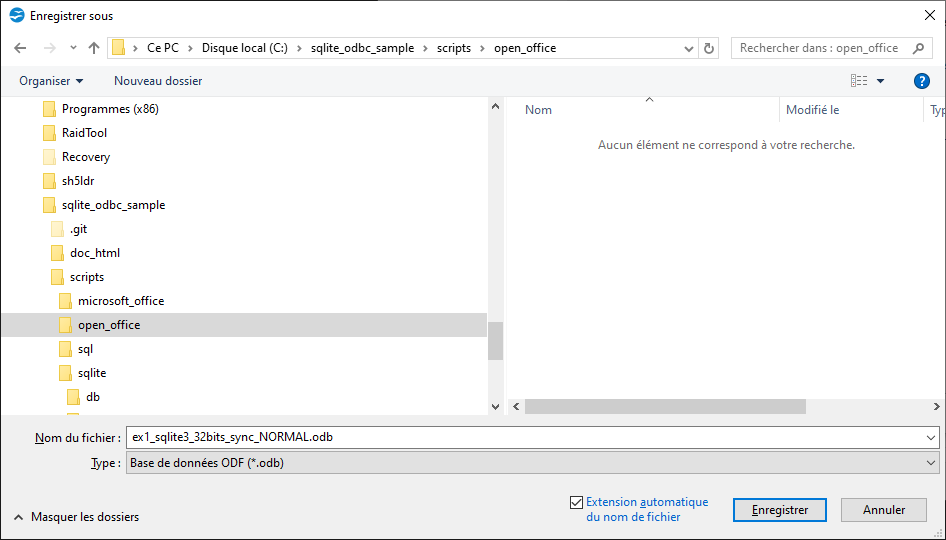 Enregistrer sous
Ce PC > Disque local (C:) > sqlite_odbc_sample > scripts > open_office
Rechercher dans : open_office
Organiser
Nouveau dossier
?
Programmes (x86)
RaidTool
Recovery
sh5ldr
sqlite_odbc_sample
.git
doc_html
scripts
microsoft_office
open_office
sql
sqlite
db
Nom
Modifié le
Typ
Aucun élément ne correspond à votre recherche.
Nom du fichier :
ex1_sqlite3_32bits_sync_NORMAL.odb
Type :
Base de données ODF (*.odb)
Extension automatique
du nom de fichier
Masquer les dossiers
Enregistrer
Annuler